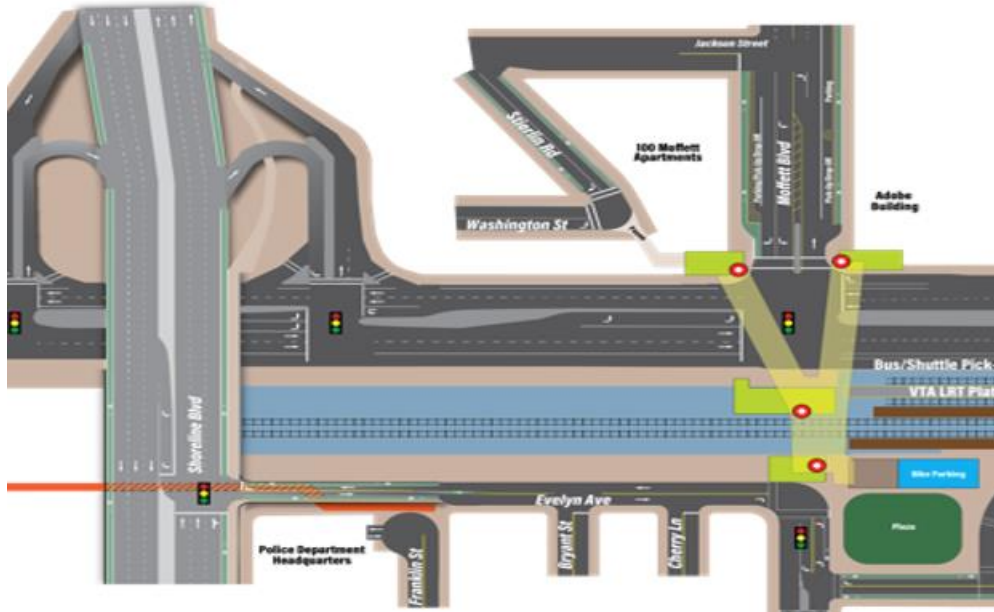 Jackson Street
Stierlin Rd
100 Moffett
Apartments
Parking
Moffett Blvd
Adobe
Building
Washington St
Bus/Shuttle Pick-
VTA LRT Plat
Shoreline Blvd
Bike Parking
Evelyn Ave
Plaza
Police Department
Headquarters
Franklin St
Bryant St
Cherry Ln